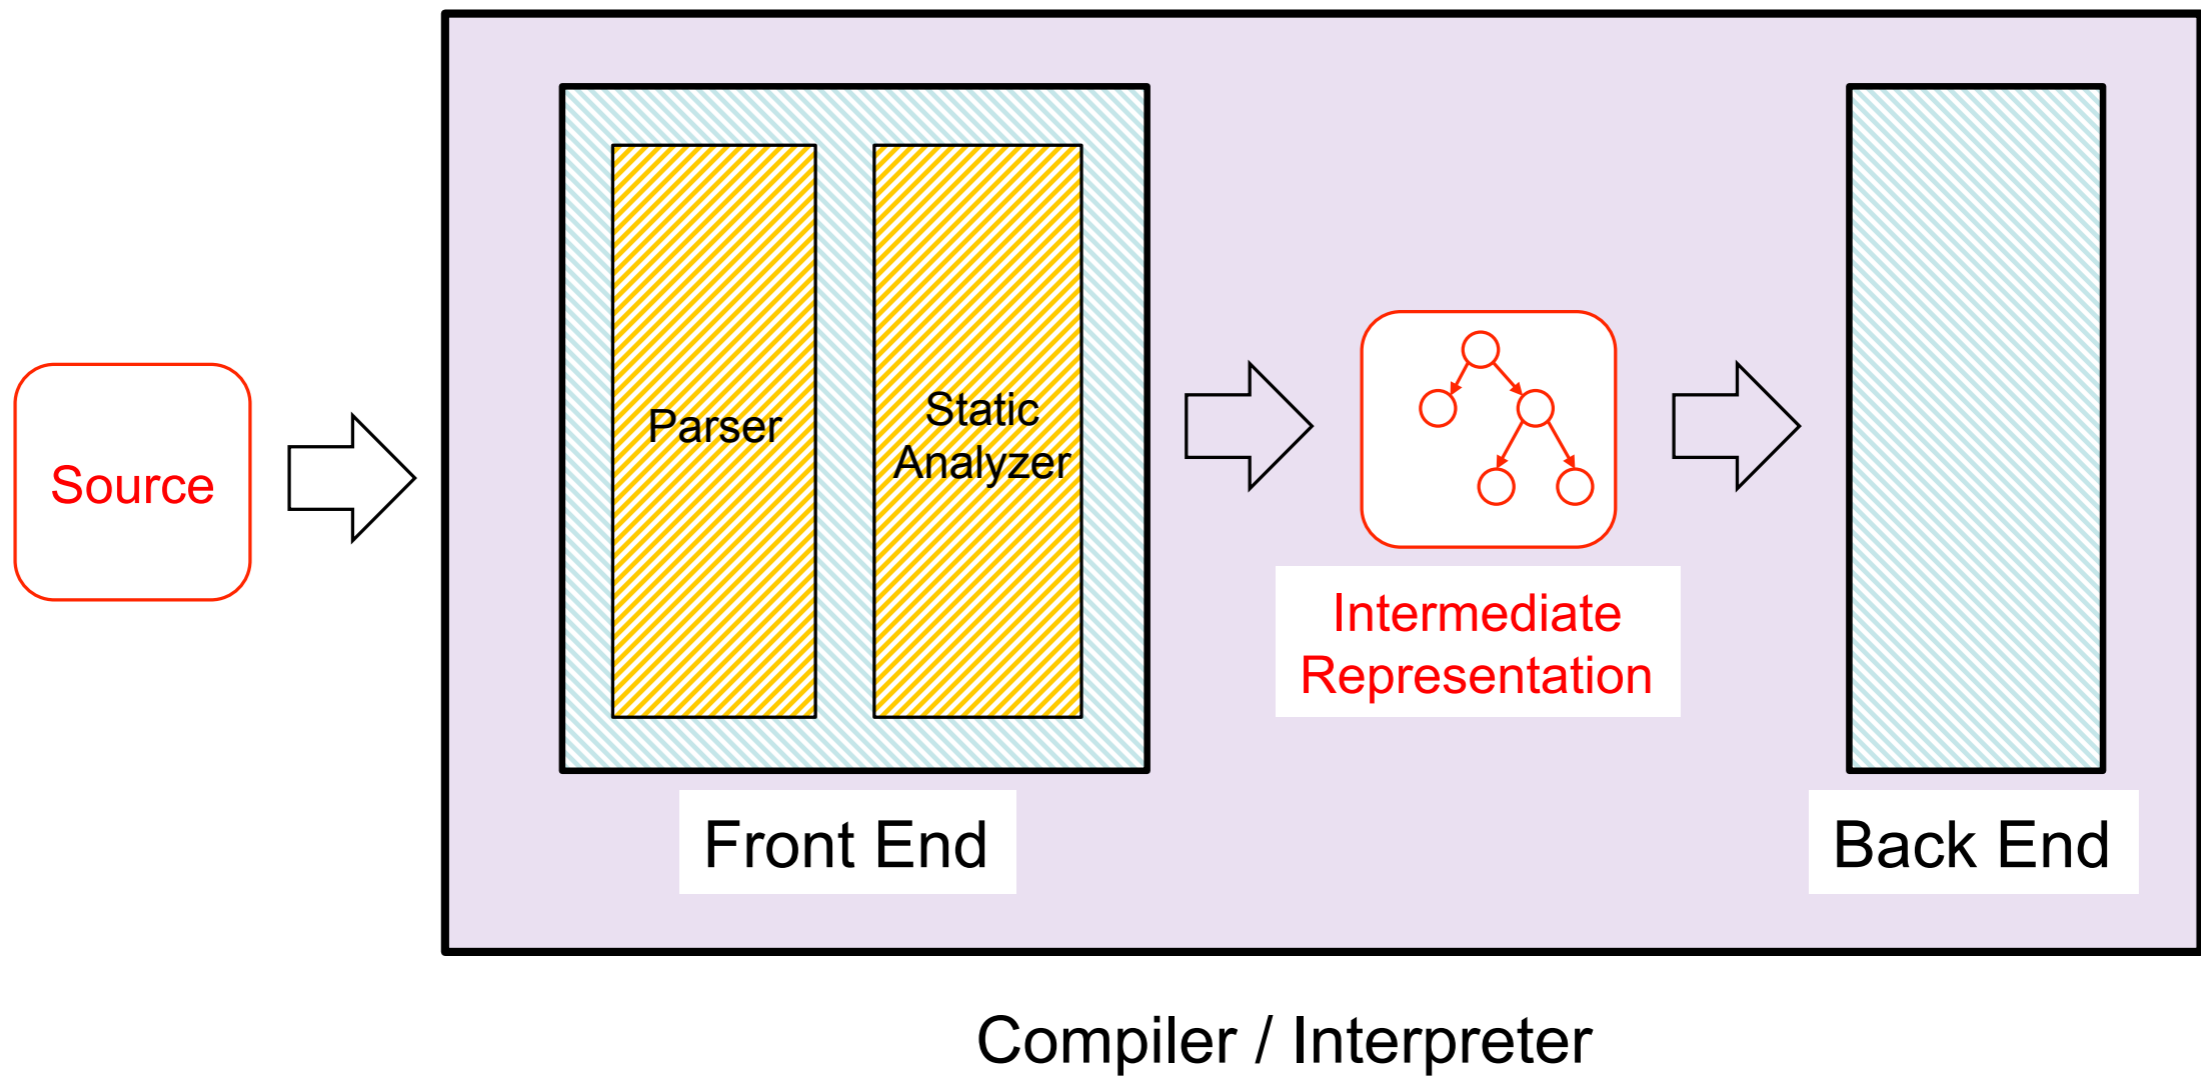 Source
Parser
Static
Analyzer
Intermediate
Representation
Front End
Back End
Compiler / Interpreter